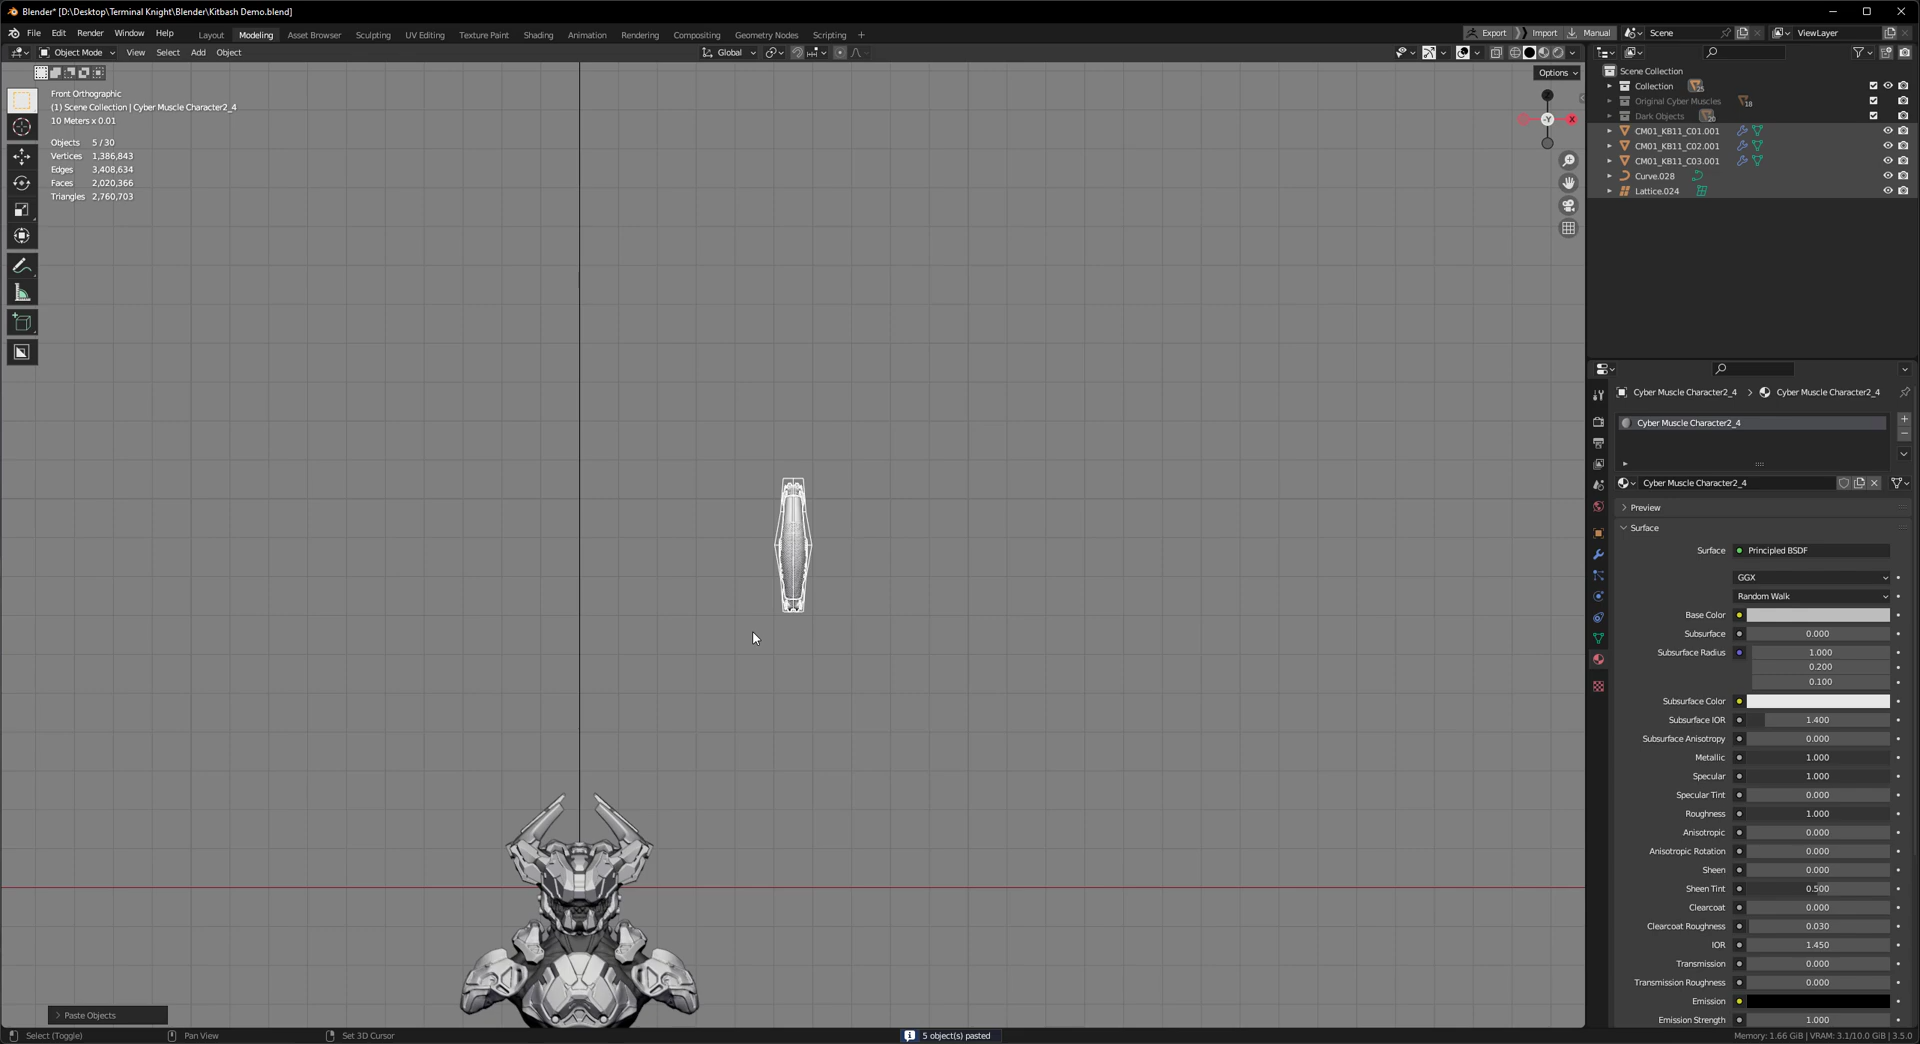 Blender* [D:\Desktop\Terminal Knight\Blender\Kitbash Demo.blend]
File Edit Render Window Help Layout Modeling Asset Browser Sculpting UV Editing Texture Paint Shading Animation Rendering Compositing Geometry Nodes Scripting + Export Import Manual Scene ViewLayer
Object Mode View Select Add Object Global
Options
Front Orthographic
(1) Scene Collection | Cyber Muscle Character2_4
10 Meters x 0.01
Objects 5 / 30
Vertices 1,386,843
Edges 3,408,634
Faces 2,020,366
Triangles 2,760,703
Z
-Y X
Scene Collection
Collection 25
Original Cyber Muscles 18
Dark Objects 20
CM01_KB11_C01.001
CM01_KB11_C02.001
CM01_KB11_C03.001
Curve.028
Lattice.024
Cyber Muscle Character2_4 > Cyber Muscle Character2_4
Cyber Muscle Character2_4
Cyber Muscle Character2_4
Preview
Surface
Surface Principled BSDF
GGX
Random Walk
Base Color
Subsurface 0.000
Subsurface Radius 1.000
0.200
0.100
Subsurface Color
Subsurface IOR 1.400
Subsurface Anisotropy 0.000
Metallic 1.000
Specular 1.000
Specular Tint 0.000
Roughness 1.000
Anisotropic 0.000
Anisotropic Rotation 0.000
Sheen 0.000
Sheen Tint 0.500
Clearcoat 0.000
Clearcoat Roughness 0.030
IOR 1.450
Transmission 0.000
Transmission Roughness 0.000
Emission
Emission Strength 1.000
> Paste Objects
Select (Toggle) Pan View Set 3D Cursor 5 object(s) pasted Memory: 1.66 GiB | VRAM: 3.1/10.0 GiB | 3.5.0